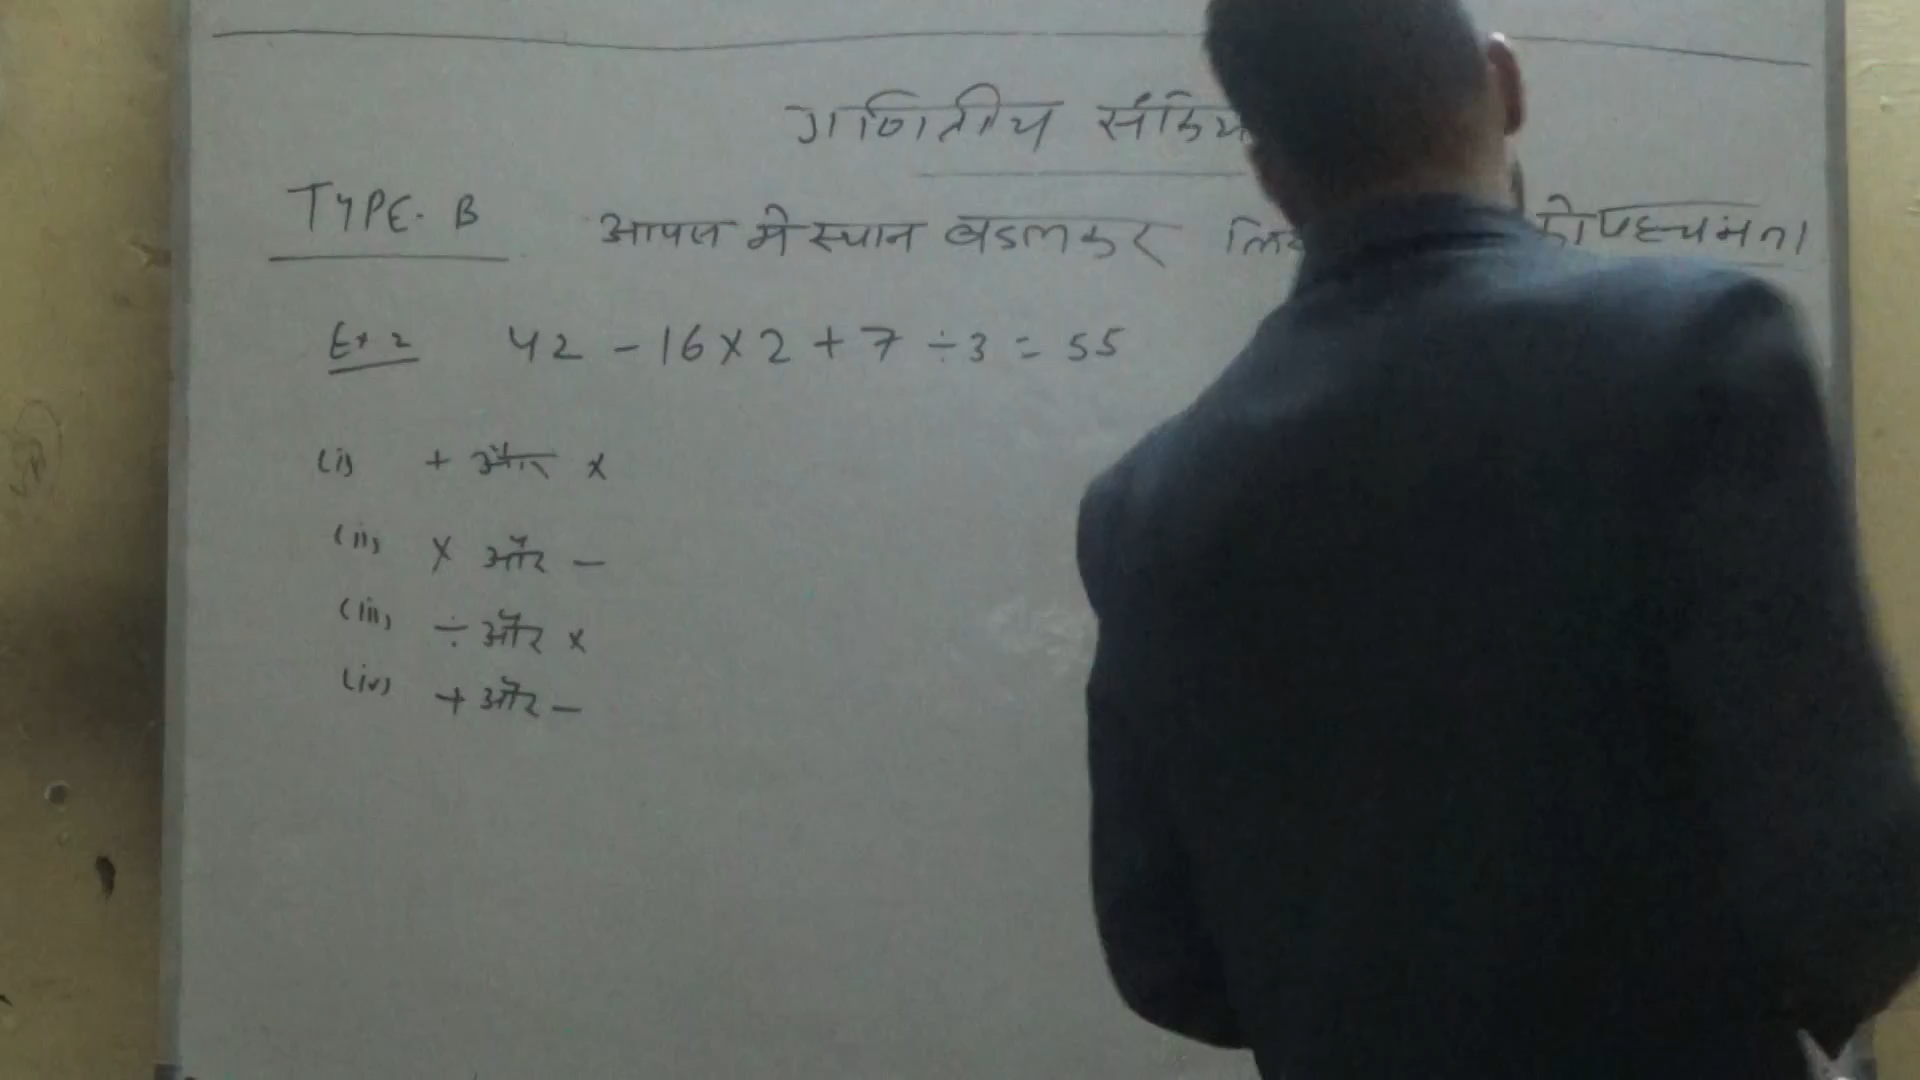 गणितीय
TYPE. B आपस मे स्थान बदलकर
Ex 2 42 - 16 × 2 + 7 ÷ 3 = 55
(i) + और ×
(ii) × और -
(iii) ÷ और ×
(iv) + और -